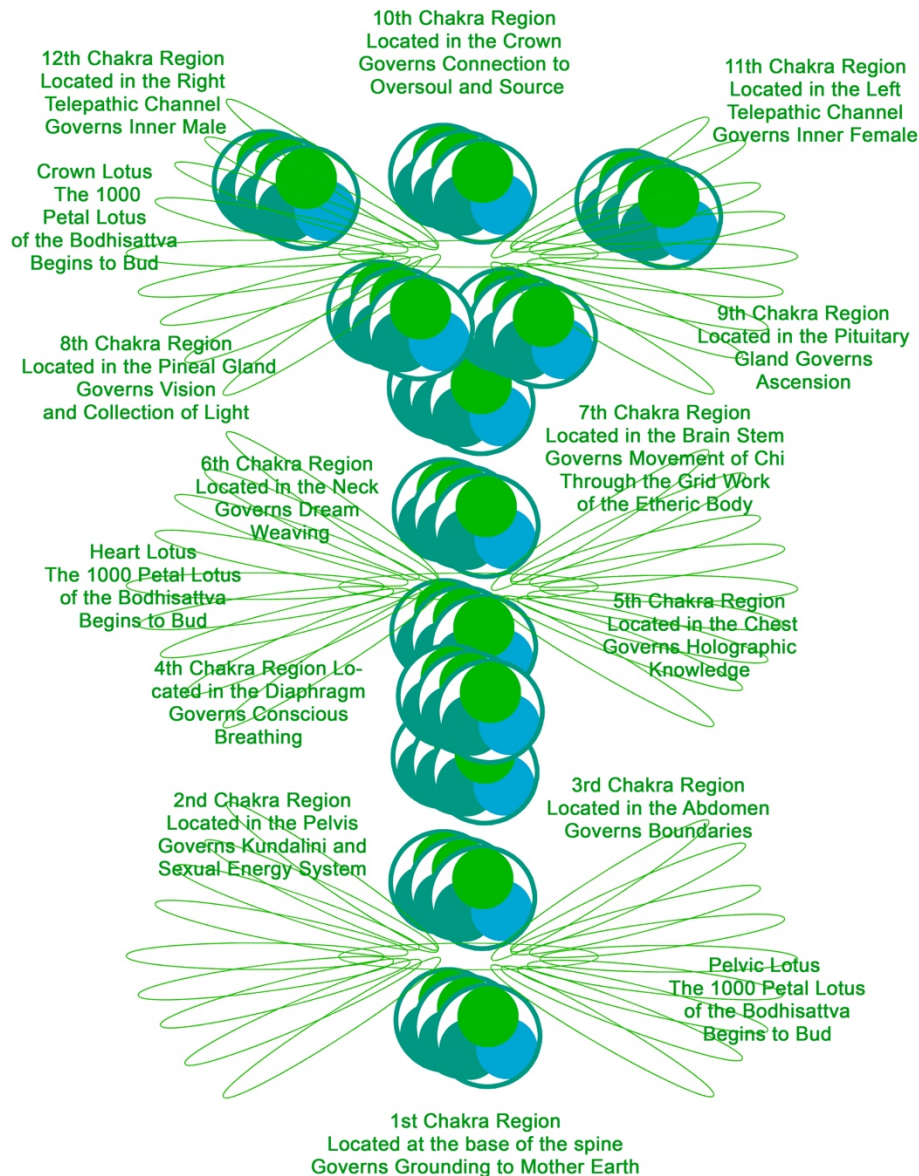 10th Chakra Region
Located in the Crown
Governs Connection to
Oversoul and Source
12th Chakra Region
Located in the Right
Telepathic Channel
Governs Inner Male
11th Chakra Region
Located in the Left
Telepathic Channel
Governs Inner Female
Crown Lotus
The 1000
Petal Lotus
of the Bodhisattva
Begins to Bud
8th Chakra Region
Located in the Pineal Gland
Governs Vision
and Collection of Light
9th Chakra Region
Located in the Pituitary
Gland Governs
Ascension
7th Chakra Region
Located in the Brain Stem
Governs Movement of Chi
Through the Grid Work
of the Etheric Body
6th Chakra Region
Located in the Neck
Governs Dream
Weaving
Heart Lotus
The 1000 Petal Lotus
of the Bodhisattva
Begins to Bud
5th Chakra Region
Located in the Chest
Governs Holographic
Knowledge
4th Chakra Region Lo-
cated in the Diaphragm
Governs Conscious
Breathing
3rd Chakra Region
Located in the Abdomen
Governs Boundaries
2nd Chakra Region
Located in the Pelvis
Governs Kundalini and
Sexual Energy System
Pelvic Lotus
The 1000 Petal Lotus
of the Bodhisattva
Begins to Bud
1st Chakra Region
Located at the base of the spine
Governs Grounding to Mother Earth